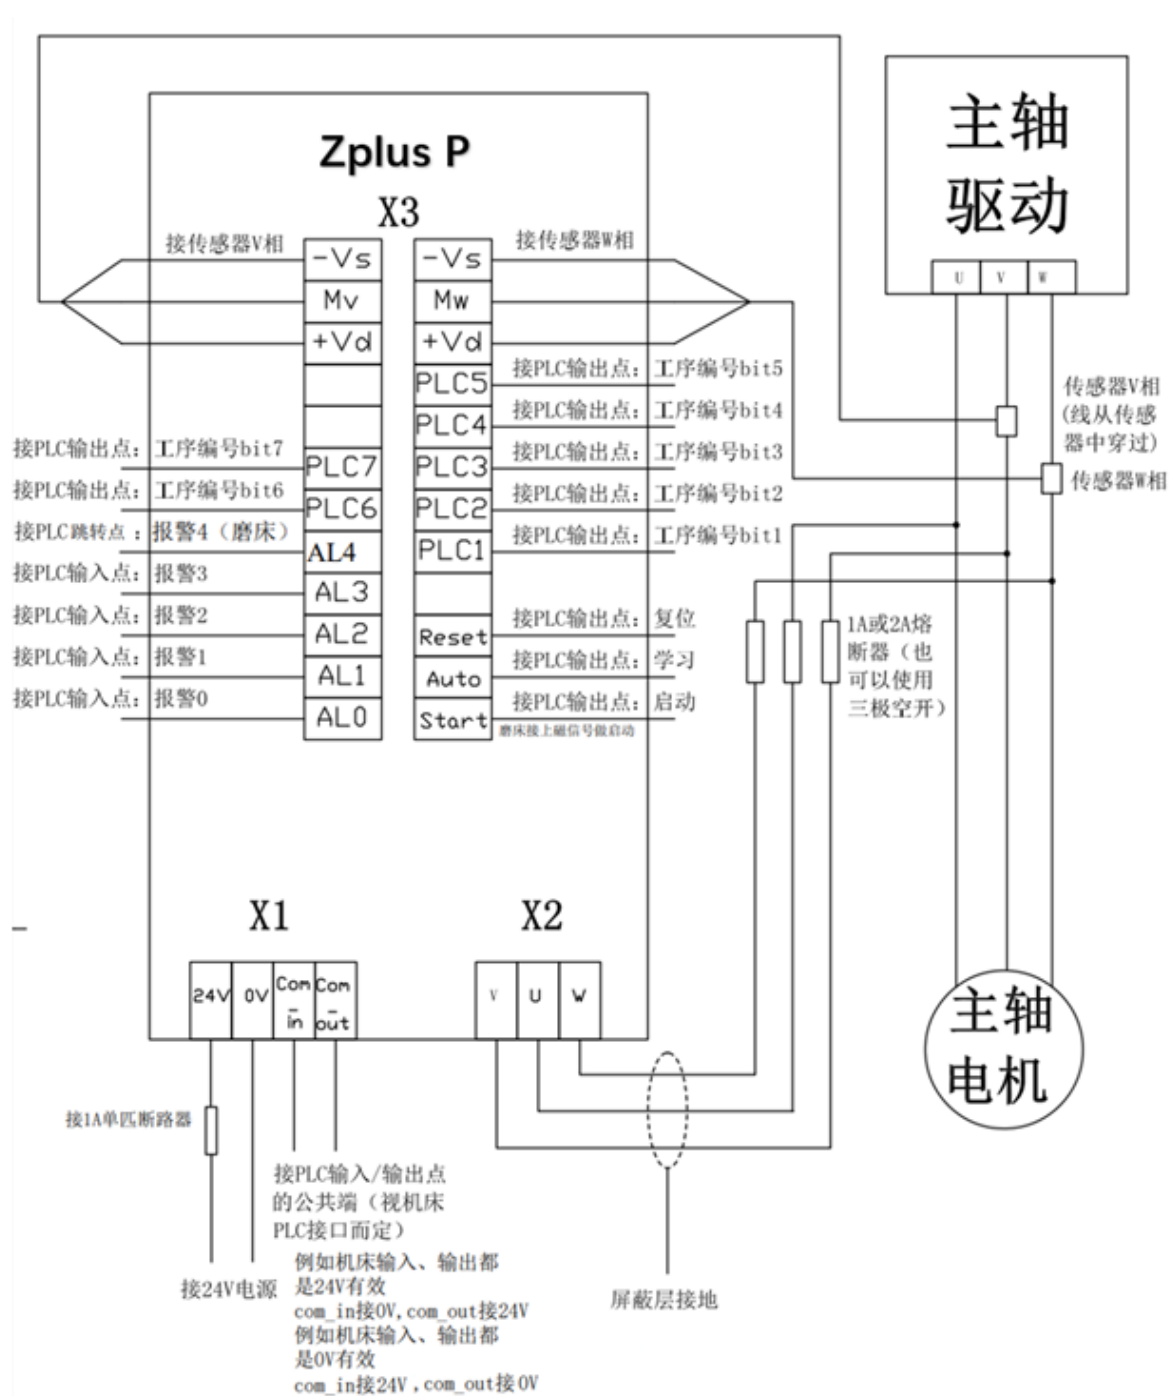 主轴
驱动
U V W
Zplus P
X3
接传感器V相
-Vs
Mv
+Vd
接PLC输出点：工序编号bit7
PLC7
接PLC输出点：工序编号bit6
PLC6
接PLC跳转点：报警4（磨床）
AL4
接PLC输入点：报警3
AL3
接PLC输入点：报警2
AL2
接PLC输入点：报警1
AL1
接PLC输入点：报警0
AL0
接传感器W相
-Vs
Mw
+Vd
PLC5
接PLC输出点：工序编号bit5
PLC4
接PLC输出点：工序编号bit4
PLC3
接PLC输出点：工序编号bit3
PLC2
接PLC输出点：工序编号bit2
PLC1
接PLC输出点：工序编号bit1
Reset
接PLC输出点：复位
Auto
接PLC输出点：学习
Start
接PLC输出点：启动
磨床接上磁信号做启动
传感器V相
(线从传感
器中穿过)
传感器W相
1A或2A熔
断器（也
可以使用
三极空开）
X1
24V
0V
Com
-
in
Com
-
out
X2
V U W
主轴
电机
接1A单匹断路器
接24V电源
接PLC输入/输出点
的公共端（视机床
PLC接口而定）
例如机床输入、输出都
是24V有效
com_in接0V,com_out接24V
例如机床输入、输出都
是0V有效
com_in接24V,com_out接0V
屏蔽层接地